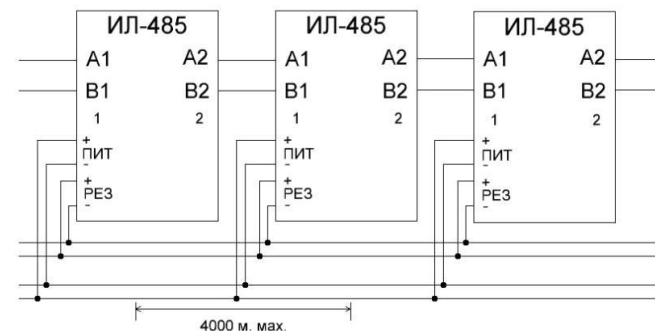 ИЛ-485 ИЛ-485 ИЛ-485
A1 A2 A1 A2 A1 A2
B1 B2 B1 B2 B1 B2
1 2 1 2 1 2
+ + +
ПИТ ПИТ ПИТ
- - -
+ + +
РЕЗ РЕЗ РЕЗ
- - -
4000 м. мах.